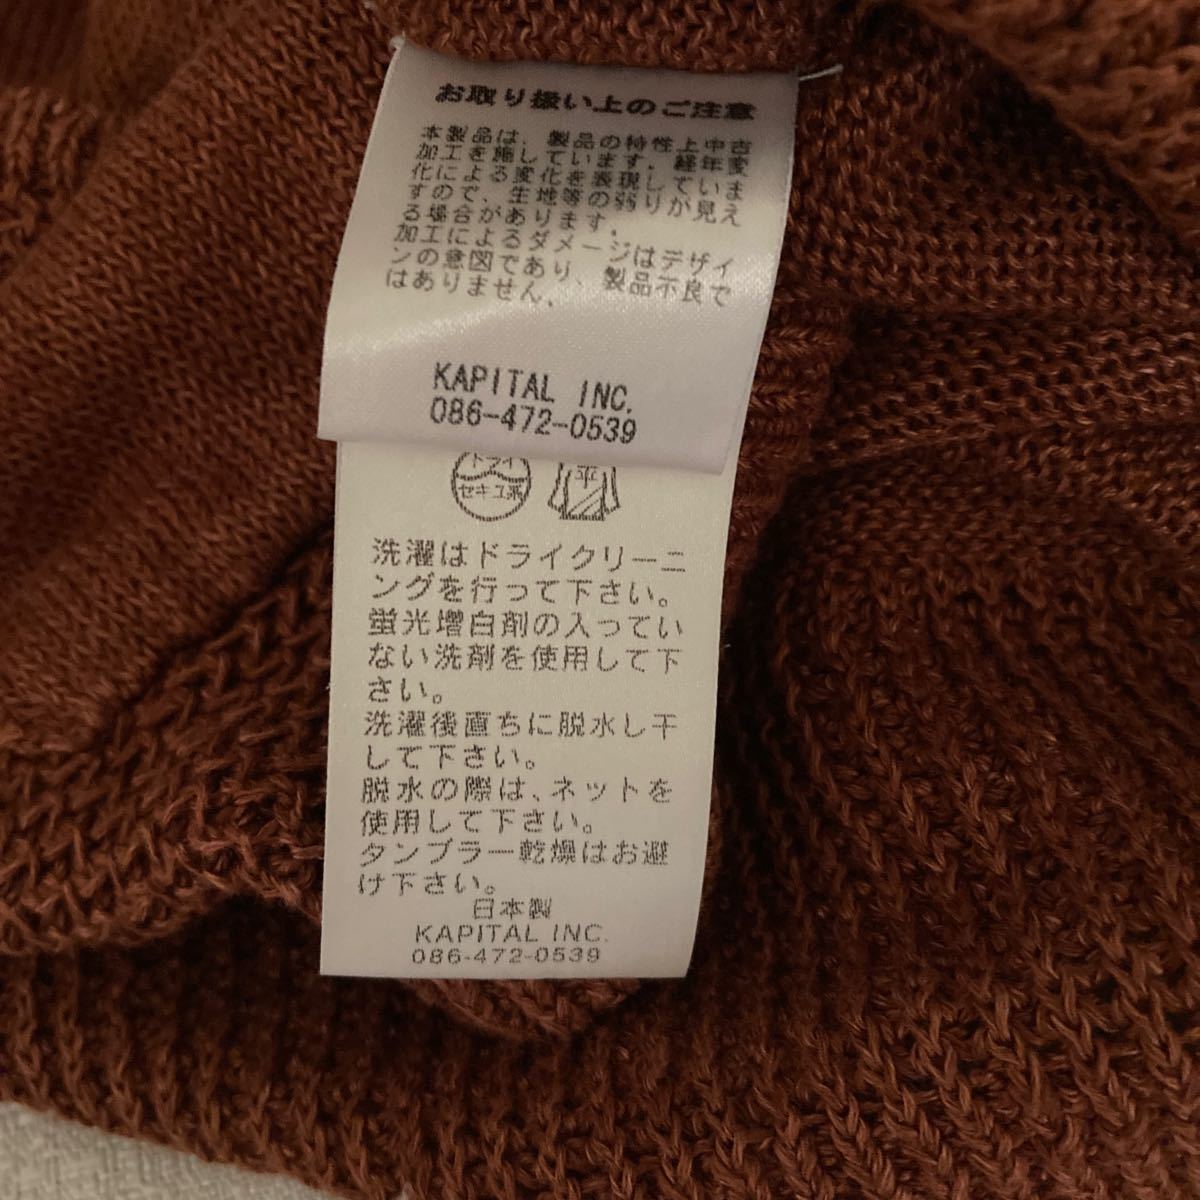 お取り扱い上のご注意
本製品は、製品の特性上中古
加工を施しています。経年変
化による変化を表現していま
すので、生地等の弱りが見え
る場合があります。
加工によるダメージはデザイ
ンの意図であり、製品不良で
はありません。
KAPITAL INC.
086-472-0539
ドライ
セキユ系
平
洗濯はドライクリーニ
ングを行って下さい。
蛍光増白剤の入ってい
ない洗剤を使用して下
さい。
洗濯後直ちに脱水し干
して下さい。
脱水の際は、ネットを
使用して下さい。
タンブラー乾燥はお避
け下さい。
日本製
KAPITAL INC.
086-472-0539